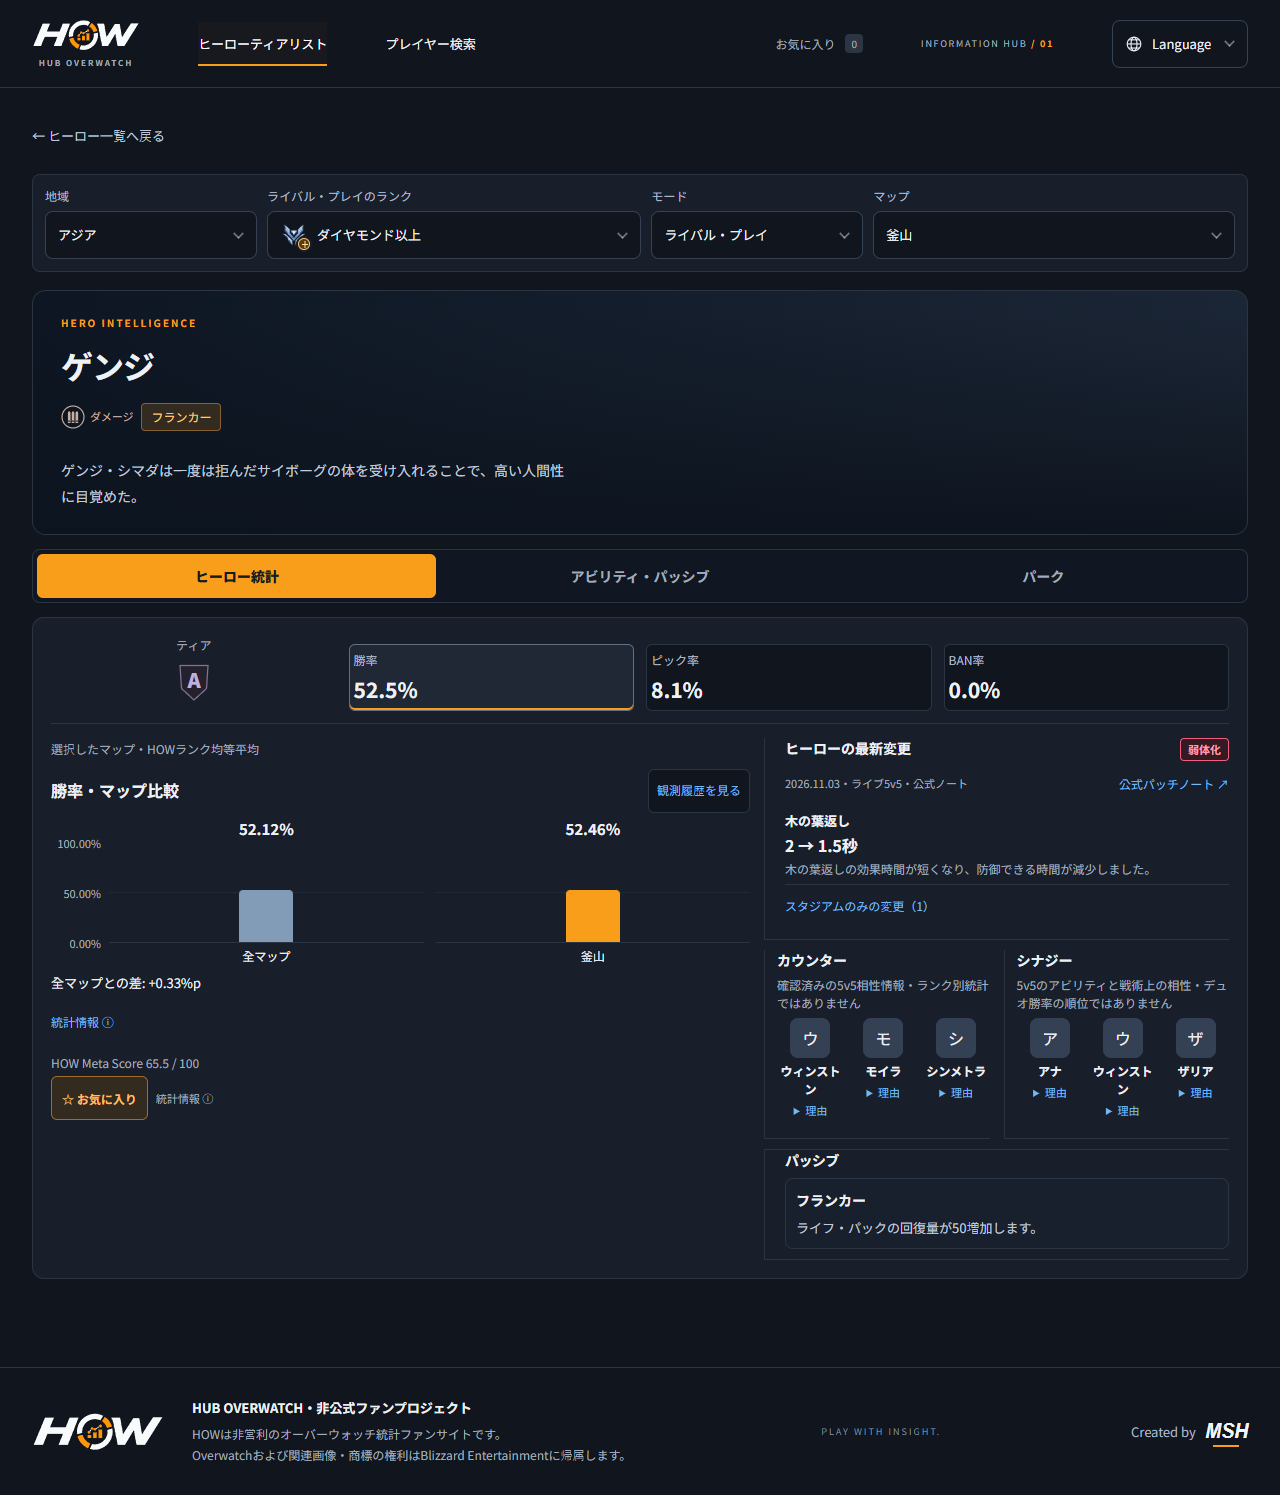 HOW
HUB OVERWATCH
ヒーローティアリスト
プレイヤー検索
お気に入り 0
INFORMATION HUB / 01
Language
← ヒーロー一覧へ戻る
地域
ライバル・プレイのランク
モード
マップ
アジア
ダイヤモンド以上
ライバル・プレイ
釜山
HERO INTELLIGENCE
ゲンジ
ダメージ
フランカー
ゲンジ・シマダは一度は拒んだサイボーグの体を受け入れることで、高い人間性
に目覚めた。
ヒーロー統計
アビリティ・パッシブ
パーク
ティア
A
勝率
52.5%
ピック率
8.1%
BAN率
0.0%
選択したマップ・HOWランク均等平均
勝率・マップ比較
観測履歴を見る
52.12%
52.46%
100.00%
50.00%
0.00%
全マップ
釜山
全マップとの差: +0.33%p
統計情報 ⓘ
HOW Meta Score 65.5 / 100
☆ お気に入り
統計情報 ⓘ
ヒーローの最新変更
弱体化
2026.11.03・ライブ5v5・公式ノート
公式パッチノート ↗
木の葉返し
2 → 1.5秒
木の葉返しの効果時間が短くなり、防御できる時間が減少しました。
スタジアムのみの変更（1）
カウンター
確認済みの5v5相性情報・ランク別統計
ではありません
ウ
モ
シ
ウィンスト
ン
モイラ
シンメトラ
▶ 理由
▶ 理由
▶ 理由
シナジー
5v5のアビリティと戦術上の相性・デュ
オ勝率の順位ではありません
ア
ウ
ザ
アナ
ウィンスト
ン
ザリア
▶ 理由
▶ 理由
▶ 理由
パッシブ
フランカー
ライフ・パックの回復量が50増加します。
HOW
HUB OVERWATCH・非公式ファンプロジェクト
HOWは非営利のオーバーウォッチ統計ファンサイトです。
Overwatchおよび関連画像・商標の権利はBlizzard Entertainmentに帰属します。
PLAY WITH INSIGHT.
Created by MSH